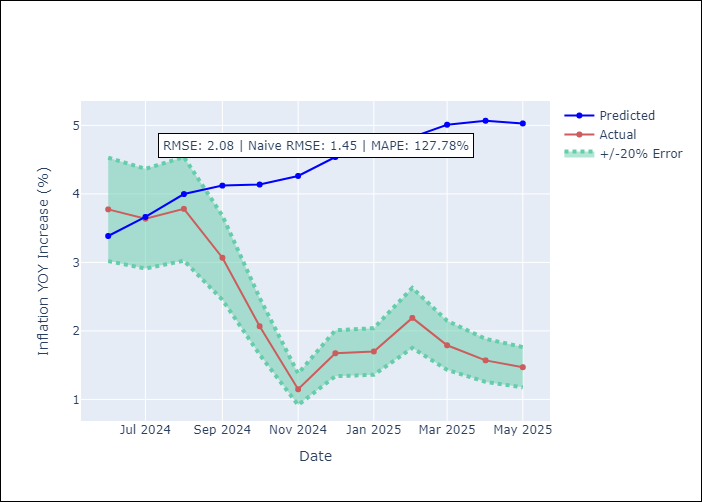 RMSE: 2.08 | Naive RMSE: 1.45 | MAPE: 127.78%
Predicted
Actual
+/-20% Error
Inflation YOY Increase (%)
5
4
3
2
1
Jul 2024
Sep 2024
Nov 2024
Jan 2025
Mar 2025
May 2025
Date